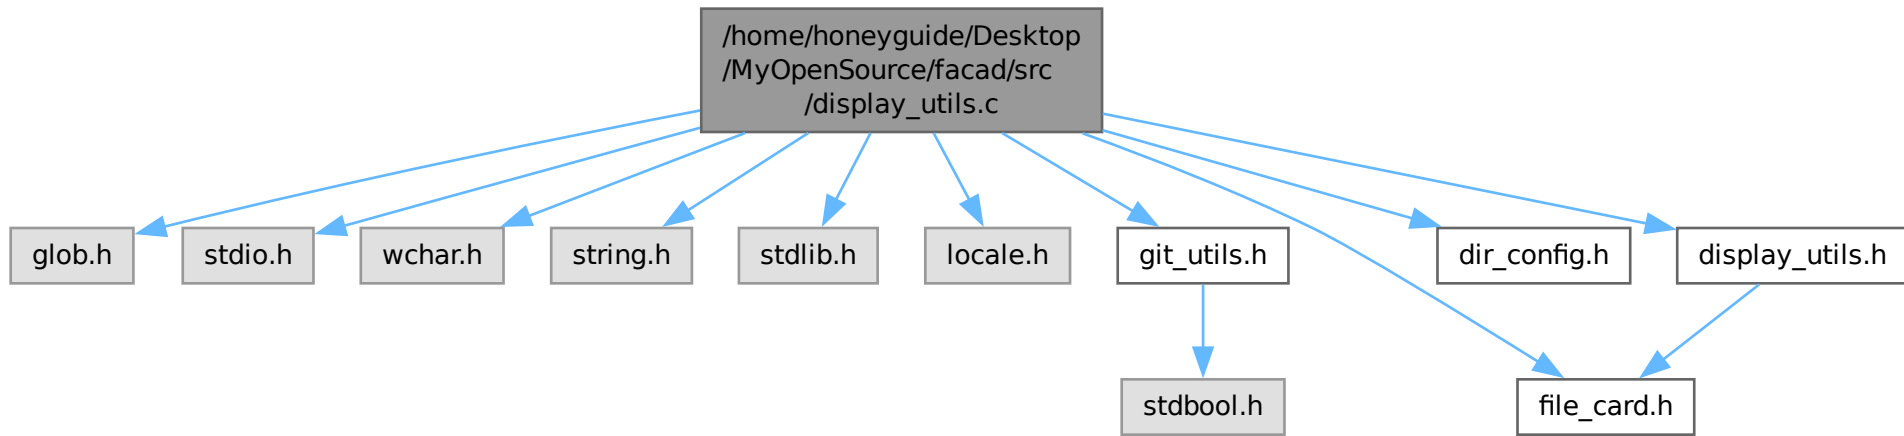 /home/honeyguide/Desktop
/MyOpenSource/facad/src
/display_utils.c
glob.h
stdio.h
wchar.h
string.h
stdlib.h
locale.h
git_utils.h
dir_config.h
display_utils.h
stdbool.h
file_card.h